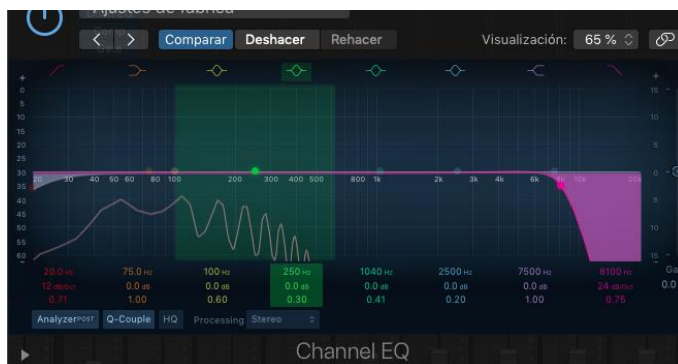 Ajustes de fábrica
Comparar Deshacer Rehacer Visualización: 65 %
+ +
0 15
5
10 10
15
20 5
25
30 20 30 40 50 60 80 100 200 300 400 500 800 1k 2k 3k 4k 6k 8k 10k 20k 0
35
40 5
45
50 10
55
60 15
20.0 Hz 75.0 Hz 100 Hz 250 Hz 1040 Hz 2500 Hz 7500 Hz 8100 Hz Ga
12 dB/Oct 0.0 dB 0.0 dB 0.0 dB 0.0 dB 0.0 dB 0.0 dB 24 dB/Oct 0.0
0.71 1.00 0.60 0.30 0.41 0.20 1.00 0.75
Analyzer POST Q-Couple HQ Processing Stereo
Channel EQ